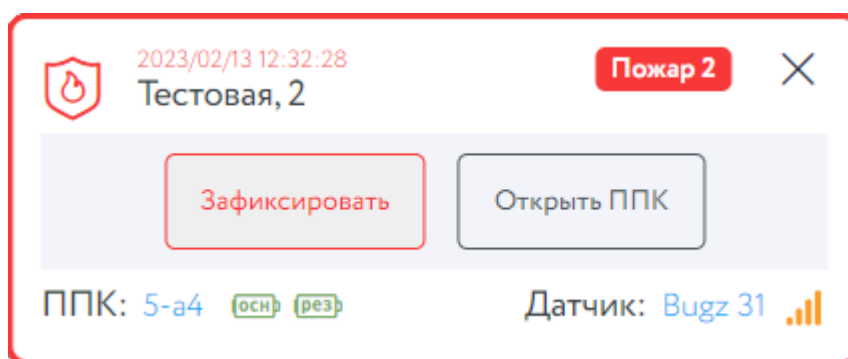 2023/02/13 12:32:28
Тестовая, 2
Пожар 2
Зафиксировать
Открыть ППК
ППК: 5-a4 осн рез
Датчик: Bugz 31